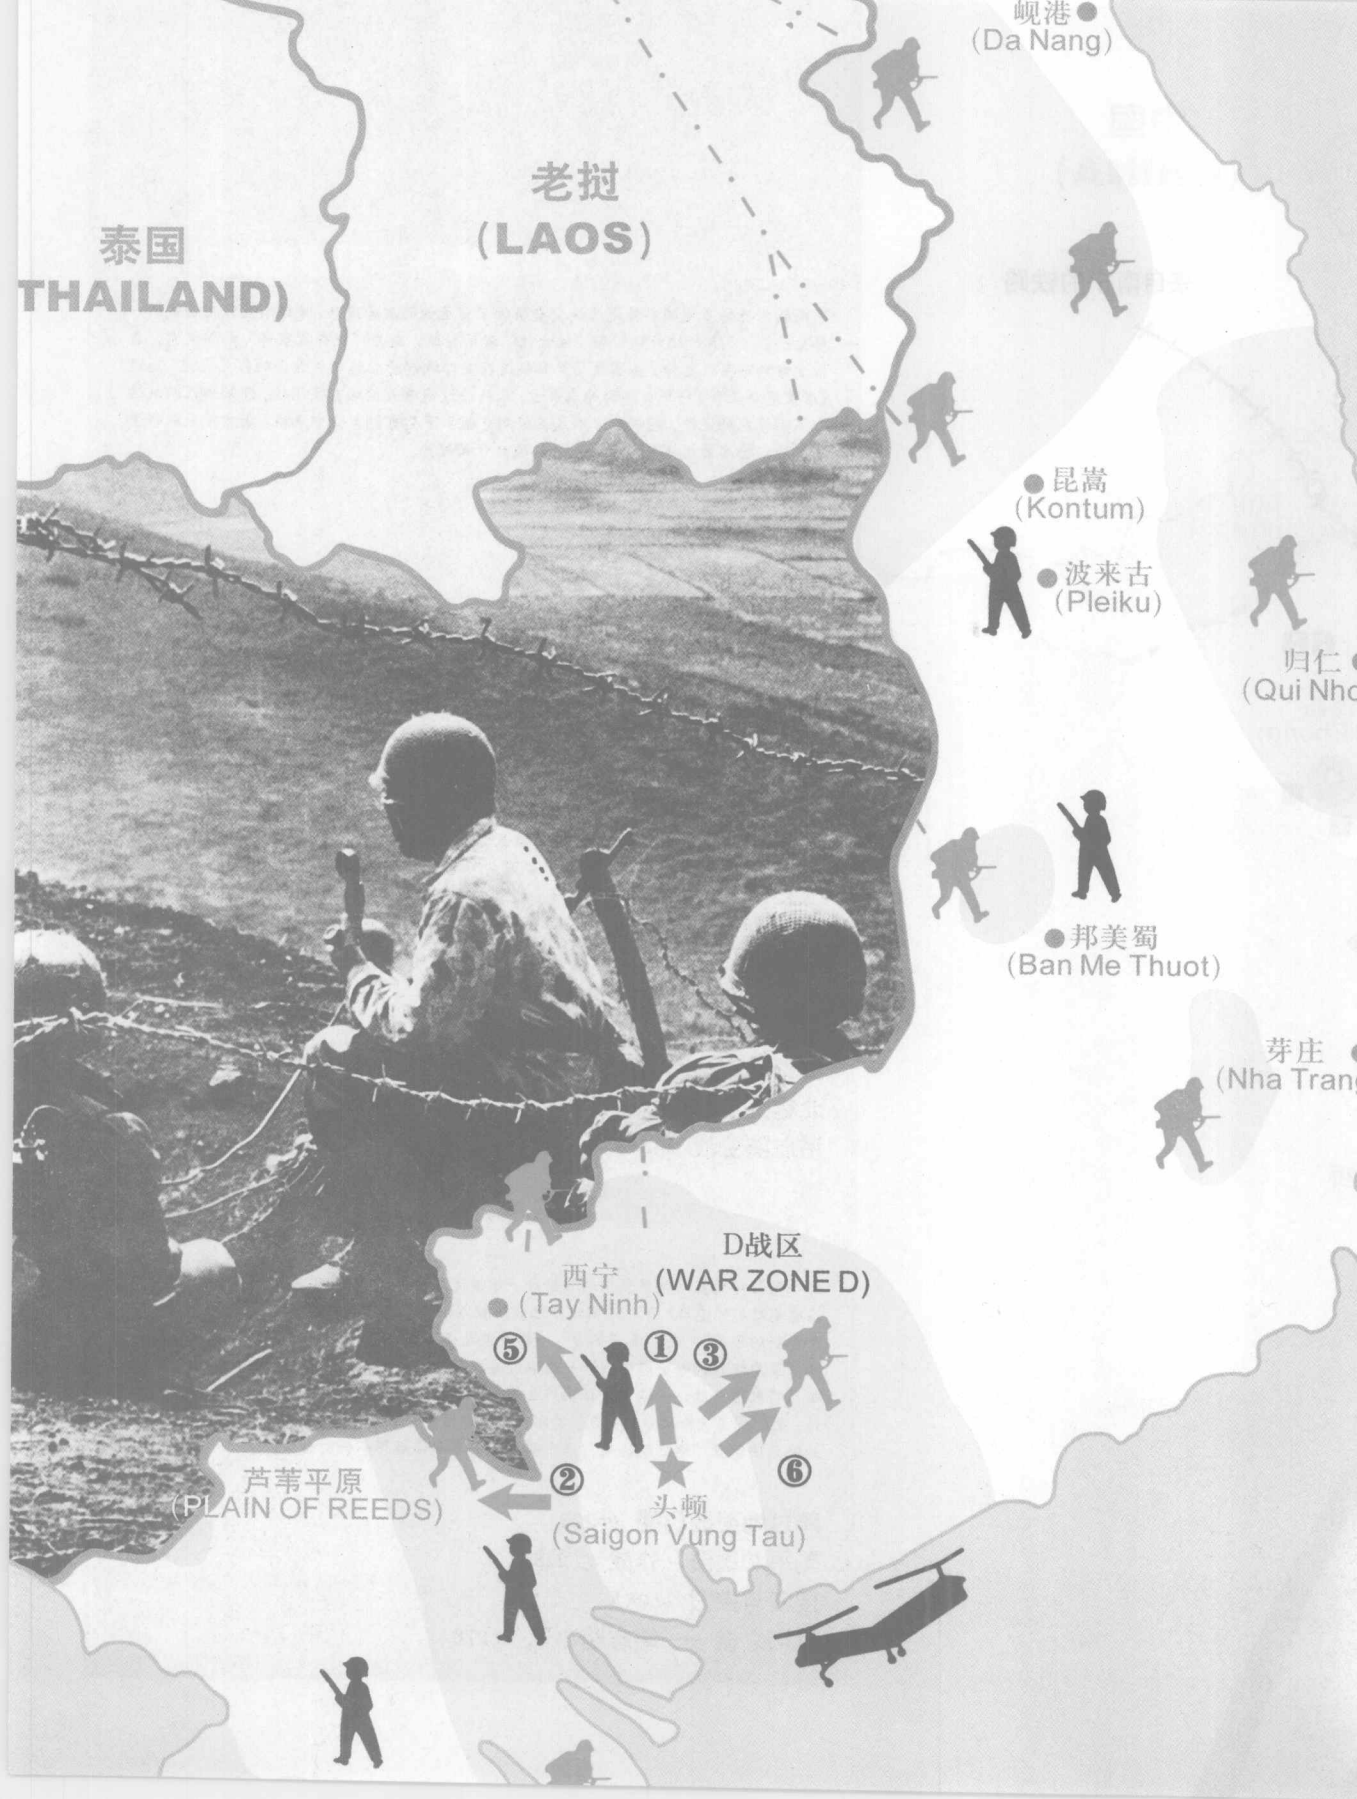 岘港
(Da Nang)
老挝
(LAOS)
泰国
THAILAND)
昆嵩
(Kontum)
波来古
(Pleiku)
归仁
(Qui Nho
邦美蜀
(Ban Me Thuot)
芽庄
(Nha Trang
D战区
(WAR ZONE D)
西宁
(Tay Ninh)
⑤ ① ③
芦苇平原
(PLAIN OF REEDS)
② ⑥
头顿
(Saigon Vung Tau)